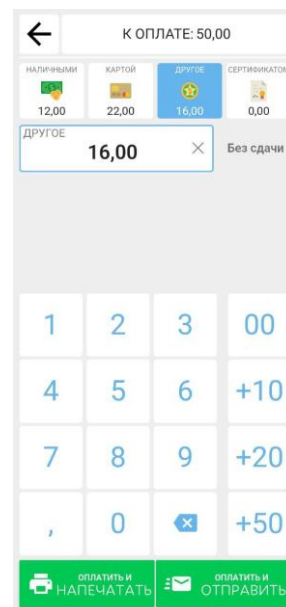 К ОПЛАТЕ: 50,00
НАЛИЧНЫМИ КАРТОЙ ДРУГОЕ СЕРТИФИКАТОМ
12,00 22,00 16,00 0,00
ДРУГОЕ
16,00 Без сдачи
1 2 3 00
4 5 6 +10
7 8 9 +20
, 0 +50
ОПЛАТИТЬ И НАПЕЧАТАТЬ
ОПЛАТИТЬ И ОТПРАВИТЬ